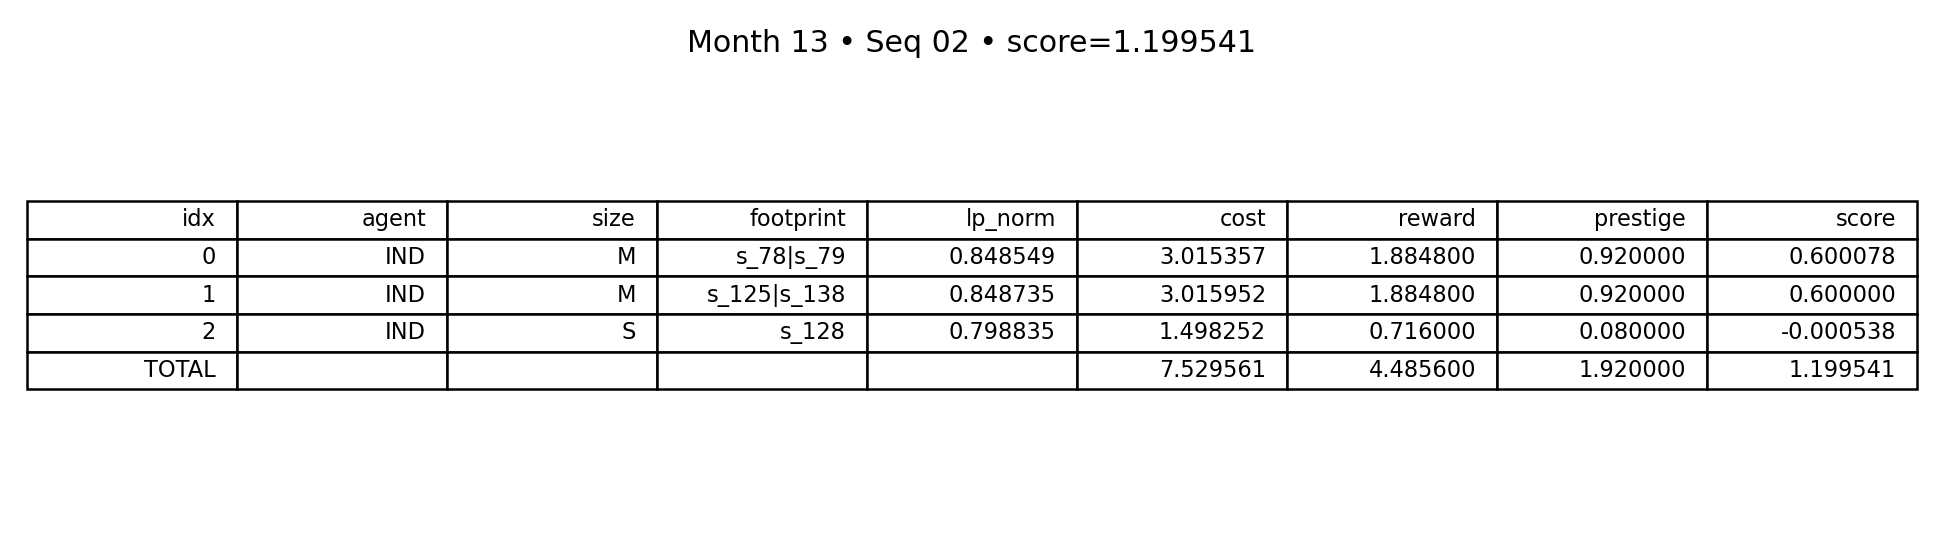 Month 13 • Seq 02 • score=1.199541
idx agent size footprint lp_norm cost reward prestige score
0 IND M s_78|s_79 0.848549 3.015357 1.884800 0.920000 0.600078
1 IND M s_125|s_138 0.848735 3.015952 1.884800 0.920000 0.600000
2 IND S s_128 0.798835 1.498252 0.716000 0.080000 -0.000538
TOTAL 7.529561 4.485600 1.920000 1.199541